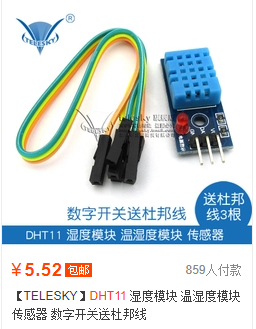 TELESKY
送杜邦
线3根
数字开关送杜邦线
DHT11 湿度模块 温湿度模块 传感器
￥5.52 包邮 859人付款
【TELESKY】DHT11 湿度模块 温湿度模块
传感器 数字开关送杜邦线